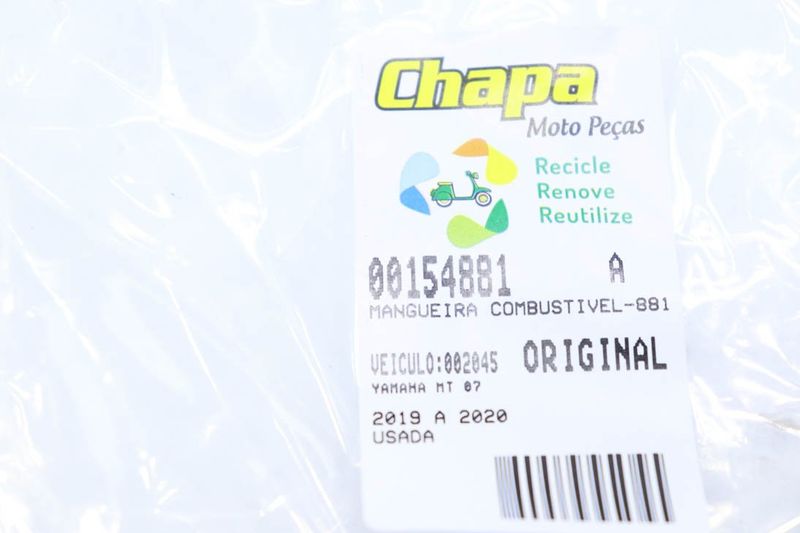 Chapa
Moto Peças
Recicle
Renove
Reutilize
00154881 A
MANGUEIRA COMBUSTIVEL-881
VEICULO:002045 ORIGINAL
YAMAHA MT 07
2019 A 2020
USADA